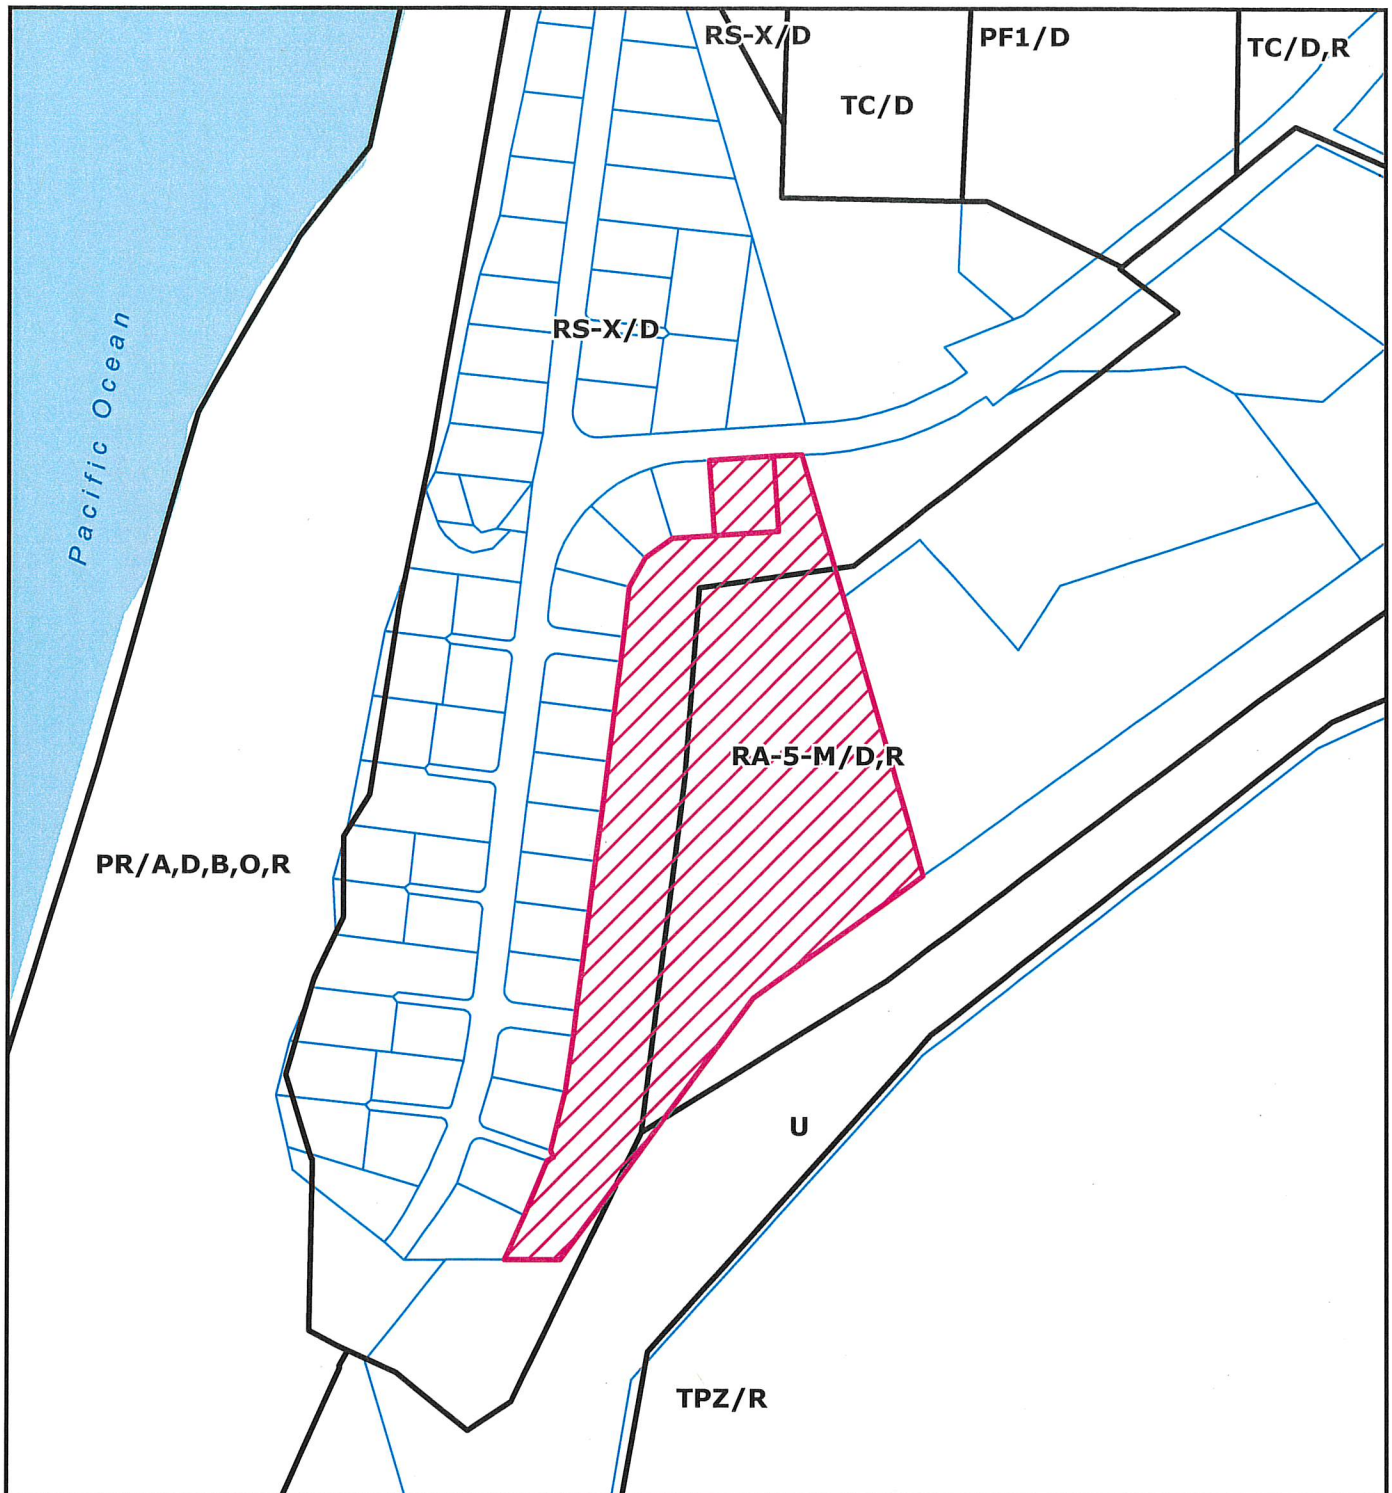 RS-X/D
PF1/D
TC/D,R
TC/D
RS-X/D
Pacific Ocean
RA-5-M/D,R
PR/A,D,B,O,R
U
TPZ/R